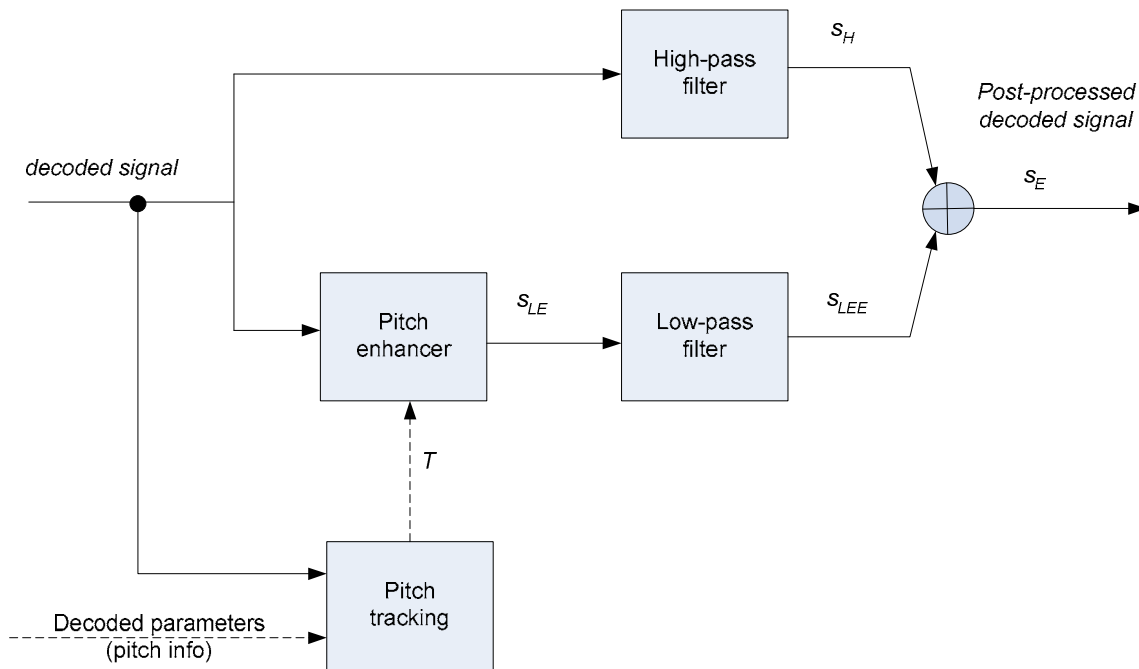 High-pass
filter
s_H
Post-processed
decoded signal
decoded signal
s_E
Pitch
enhancer
s_LE
Low-pass
filter
s_LEE
T
Pitch
tracking
Decoded parameters
(pitch info)